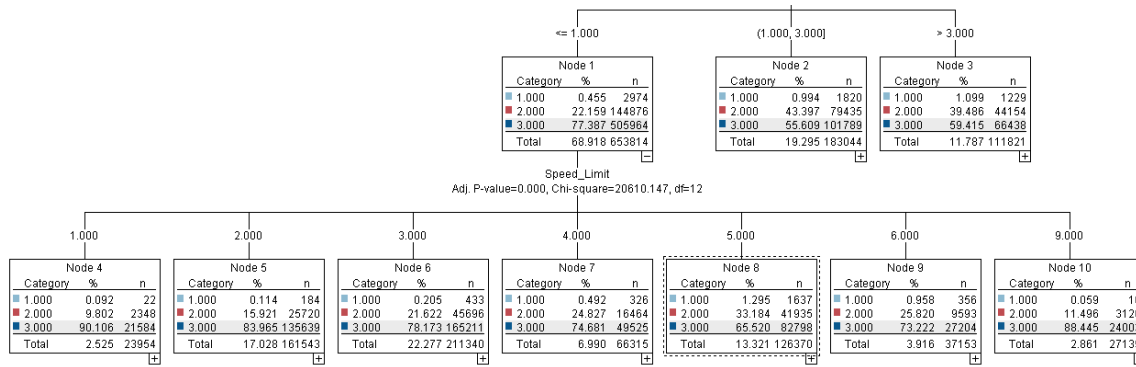 <= 1.000
(1.000, 3.000]
> 3.000
Node 1
Category % n
1.000 0.455 2974
2.000 22.159 144876
3.000 77.387 505964
Total 68.918 653814
Node 2
Category % n
1.000 0.994 1820
2.000 43.397 79435
3.000 55.609 101789
Total 19.295 183044
Node 3
Category % n
1.000 1.099 1229
2.000 39.486 44154
3.000 59.415 66438
Total 11.787 111821
Speed_Limit
Adj. P-value=0.000, Chi-square=20610.147, df=12
1.000
2.000
3.000
4.000
5.000
6.000
9.000
Node 4
Category % n
1.000 0.092 22
2.000 9.802 2348
3.000 90.106 21584
Total 2.525 23954
Node 5
Category % n
1.000 0.114 184
2.000 15.921 25720
3.000 83.965 135639
Total 17.028 161543
Node 6
Category % n
1.000 0.205 433
2.000 21.622 45696
3.000 78.173 165211
Total 22.277 211340
Node 7
Category % n
1.000 0.492 326
2.000 24.827 16464
3.000 74.681 49525
Total 6.990 66315
Node 8
Category % n
1.000 1.295 1637
2.000 33.184 41935
3.000 65.520 82798
Total 13.321 126370
Node 9
Category % n
1.000 0.958 356
2.000 25.820 9593
3.000 73.222 27204
Total 3.916 37153
Node 10
Category % n
1.000 0.059
2.000 11.496
3.000 88.445
Total 2.861